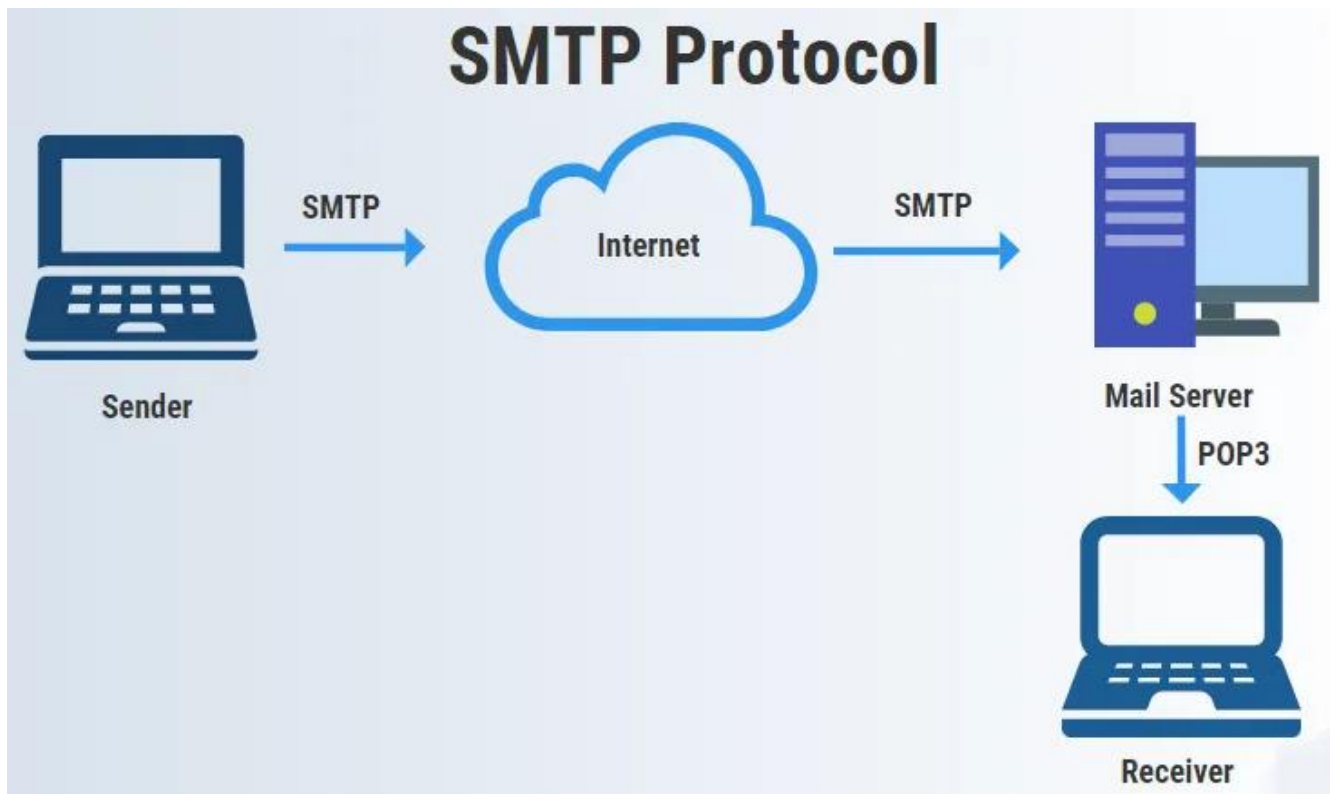 SMTP Protocol
SMTP
Internet
SMTP
Sender
Mail Server
POP3
Receiver